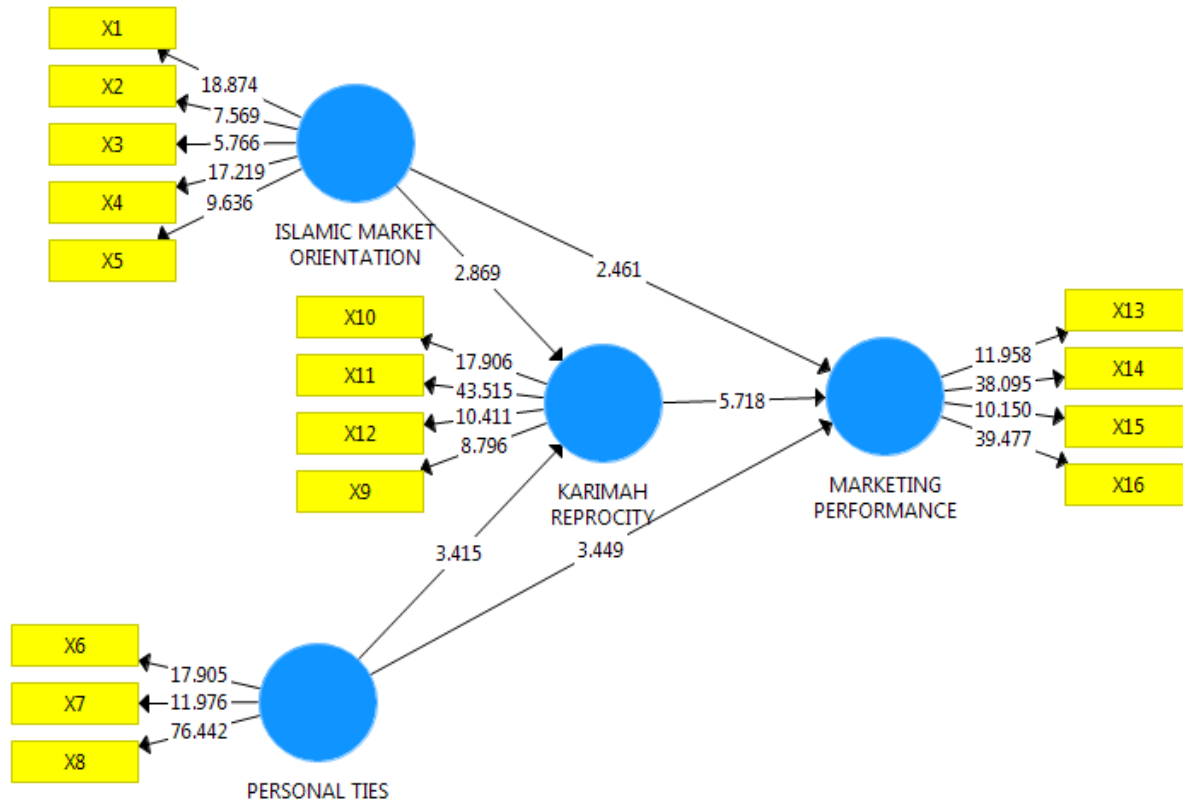 X1
X2
X3
X4
X5
18.874
7.569
5.766
17.219
9.636
ISLAMIC MARKET
ORIENTATION
2.869
2.461
X10
X11
X12
X9
17.906
43.515
10.411
8.796
KARIMAH
REPROCITY
5.718
X13
X14
X15
X16
11.958
38.095
10.150
39.477
MARKETING
PERFORMANCE
3.415
3.449
X6
X7
X8
17.905
11.976
76.442
PERSONAL TIES